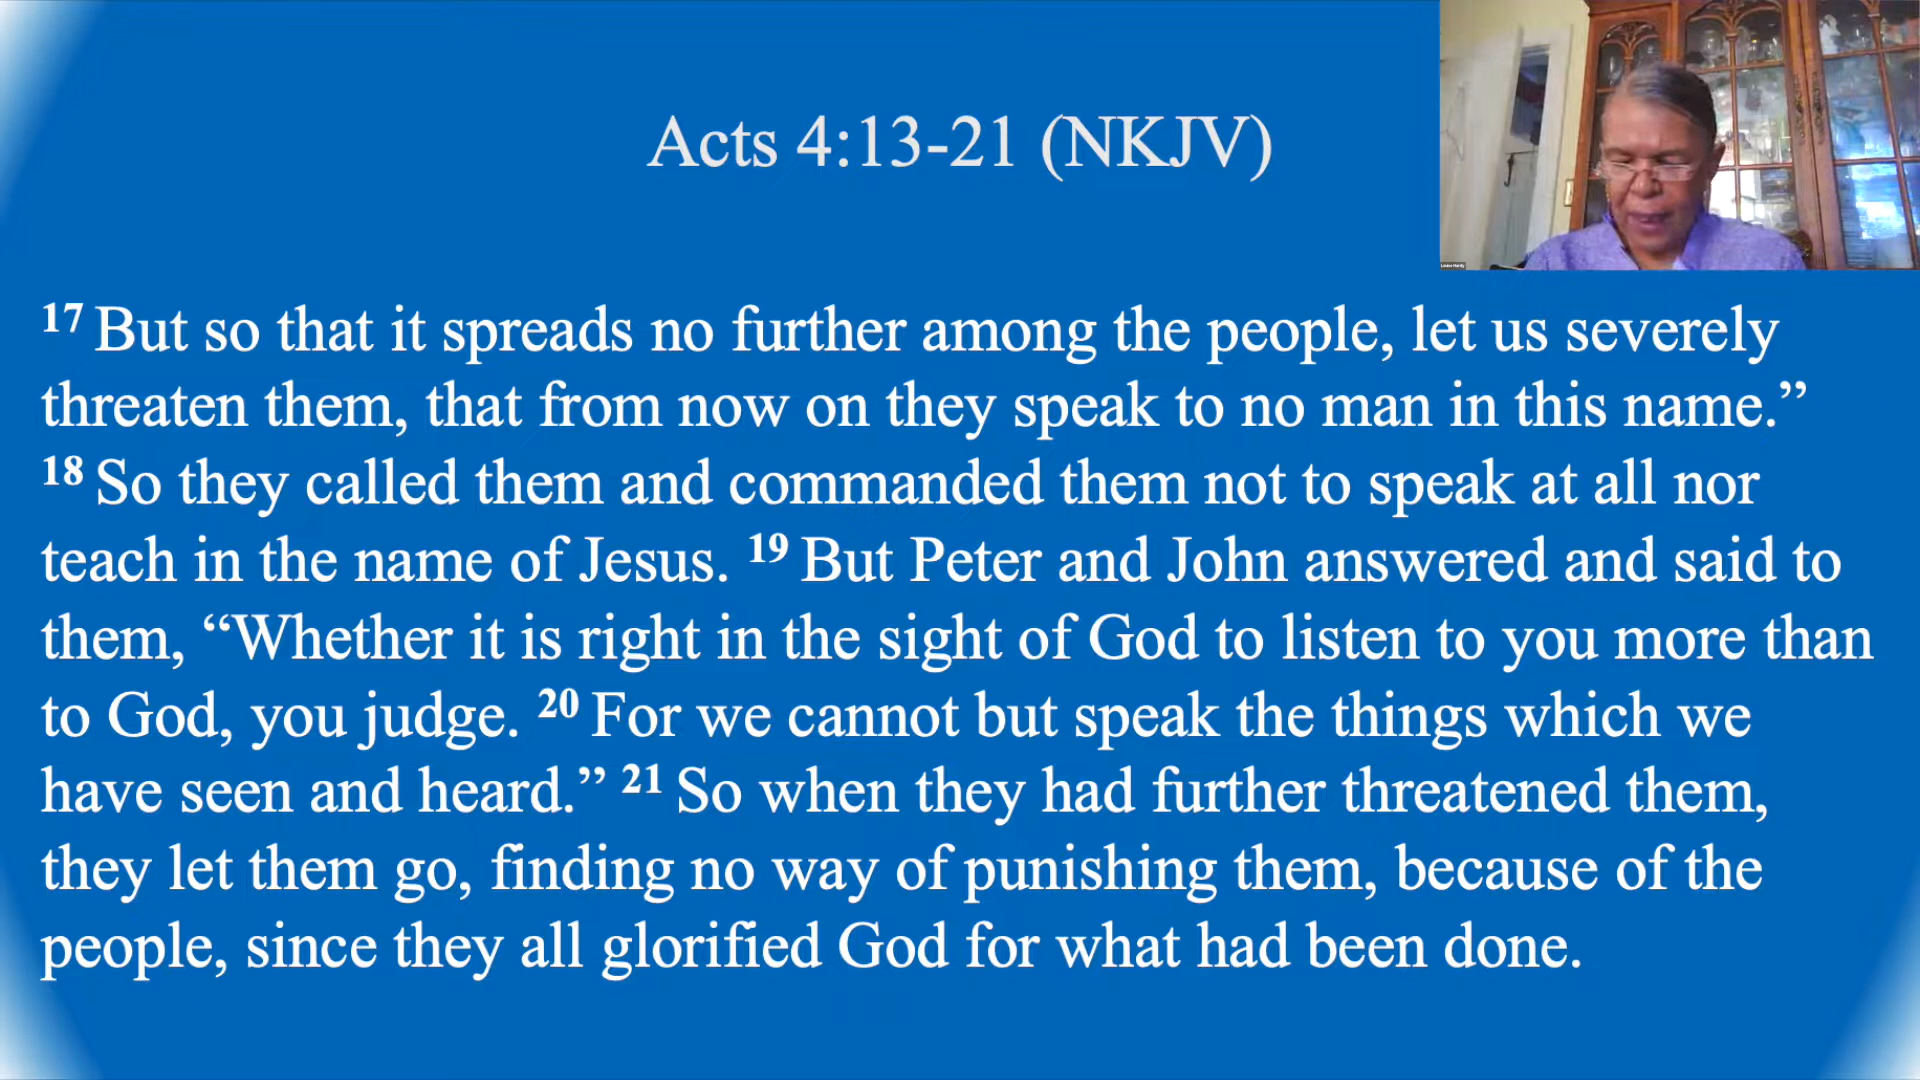 Acts 4:13-21 (NKJV)
Louise Hardy
17 But so that it spreads no further among the people, let us severely
threaten them, that from now on they speak to no man in this name.”
18 So they called them and commanded them not to speak at all nor
teach in the name of Jesus. 19 But Peter and John answered and said to
them, “Whether it is right in the sight of God to listen to you more than
to God, you judge. 20 For we cannot but speak the things which we
have seen and heard.” 21 So when they had further threatened them,
they let them go, finding no way of punishing them, because of the
people, since they all glorified God for what had been done.